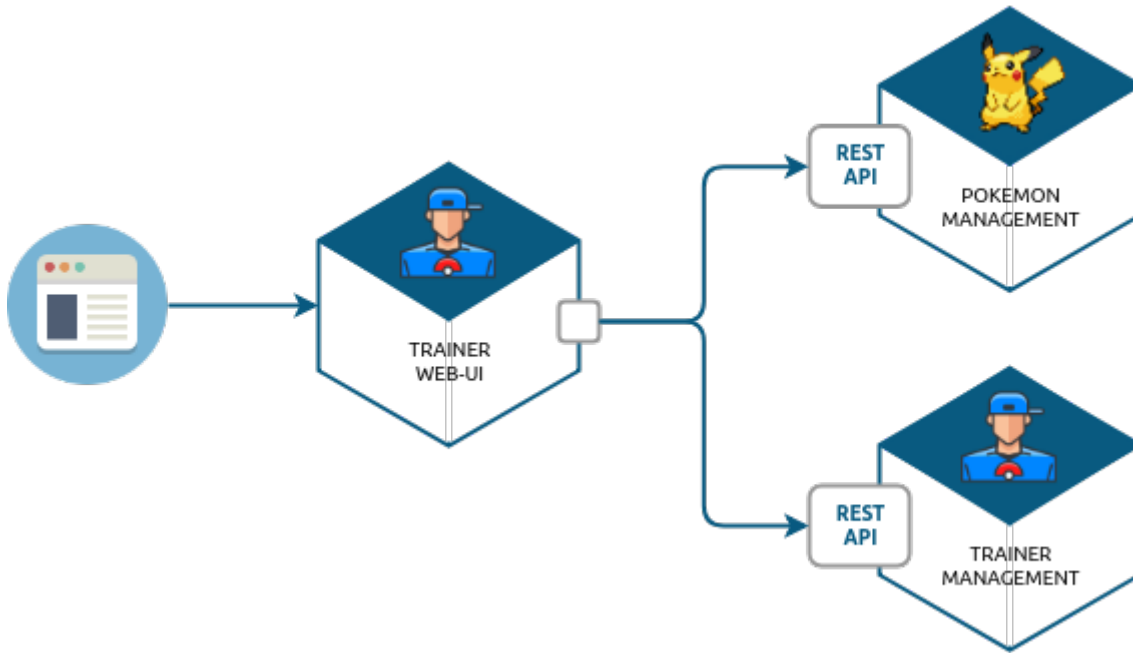 TRAINER
WEB-UI
REST
API
POKEMON
MANAGEMENT
REST
API
TRAINER
MANAGEMENT